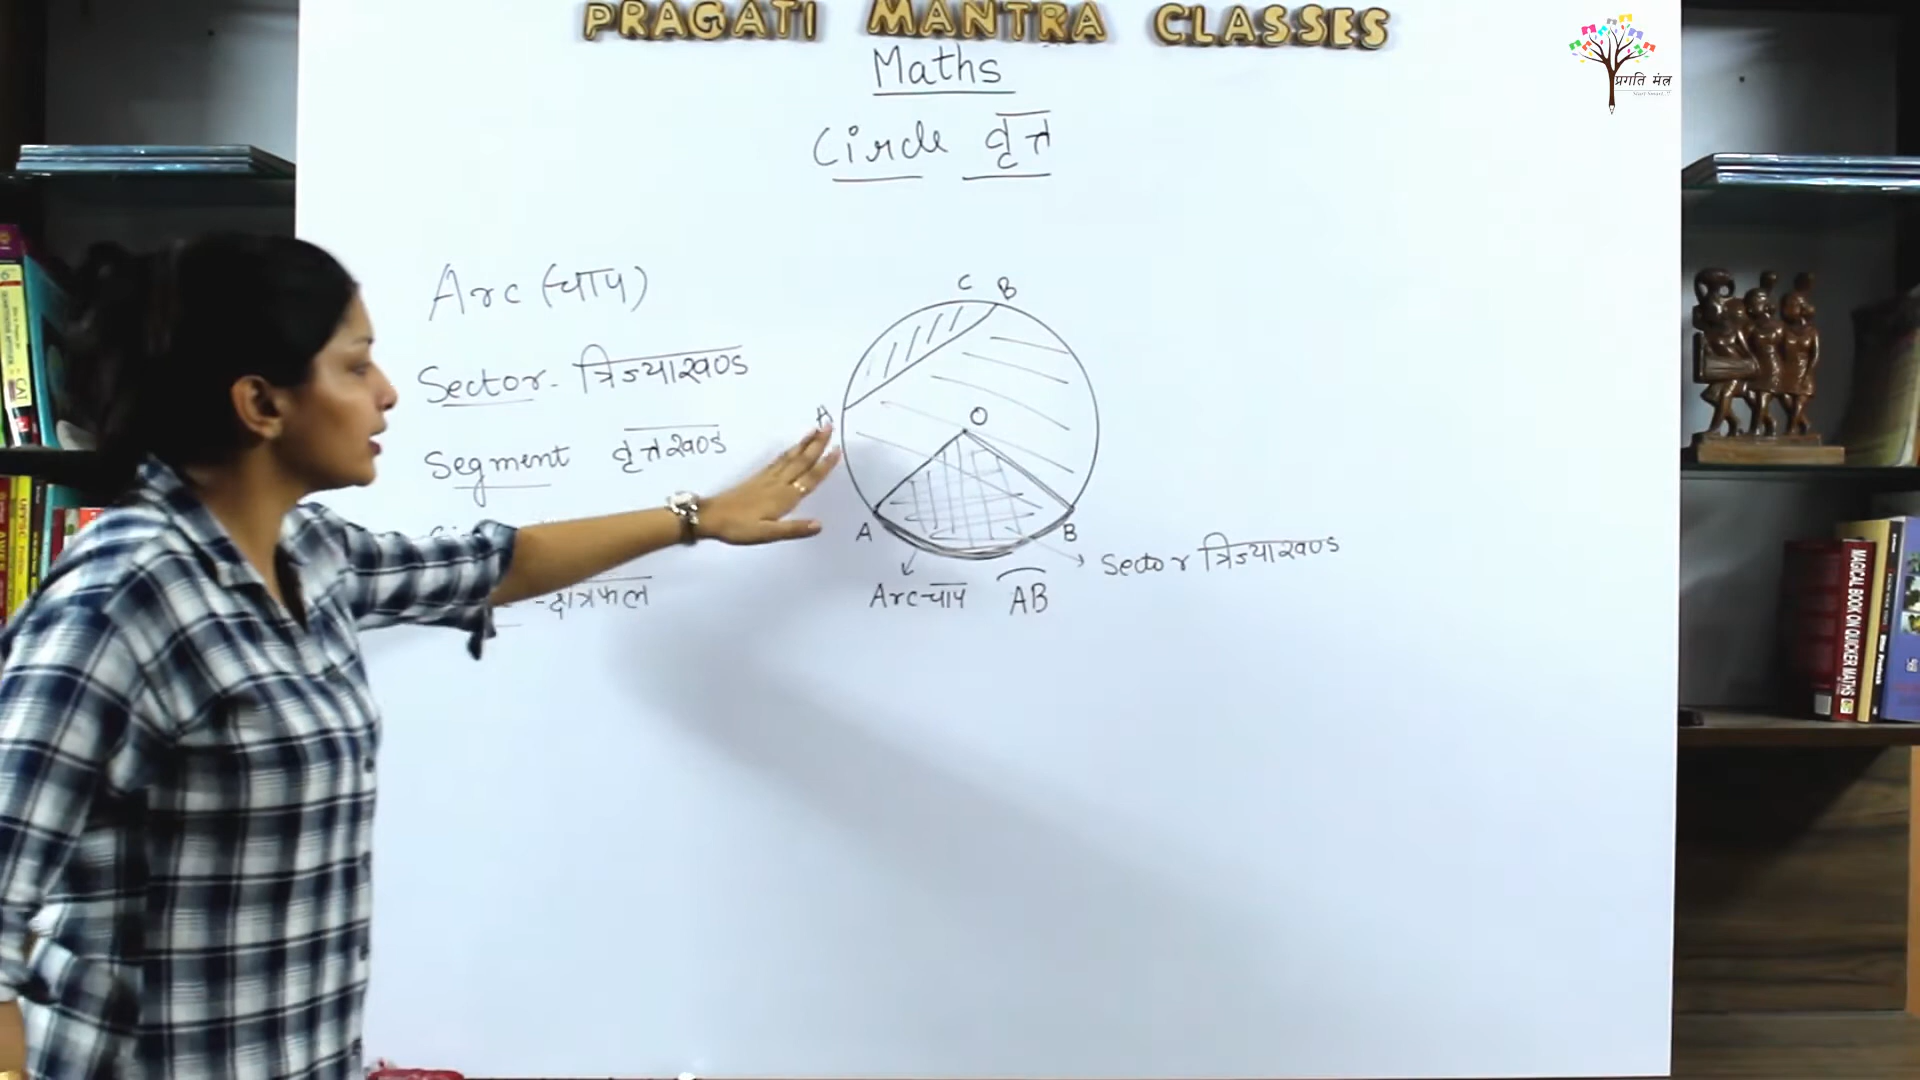 PRAGATI MANTRA CLASSES
प्रगति मंत्र
Maths
Circle वृत्त
Arc (चाप)
Sector - त्रिज्याखण्ड
Segment वृत्तखण्ड
- क्षेत्रफल
C B
A
O
A B
Sector त्रिज्याखण्ड
Arc - चाप AB
MAGICAL BOOK ON QUICKER MATHS